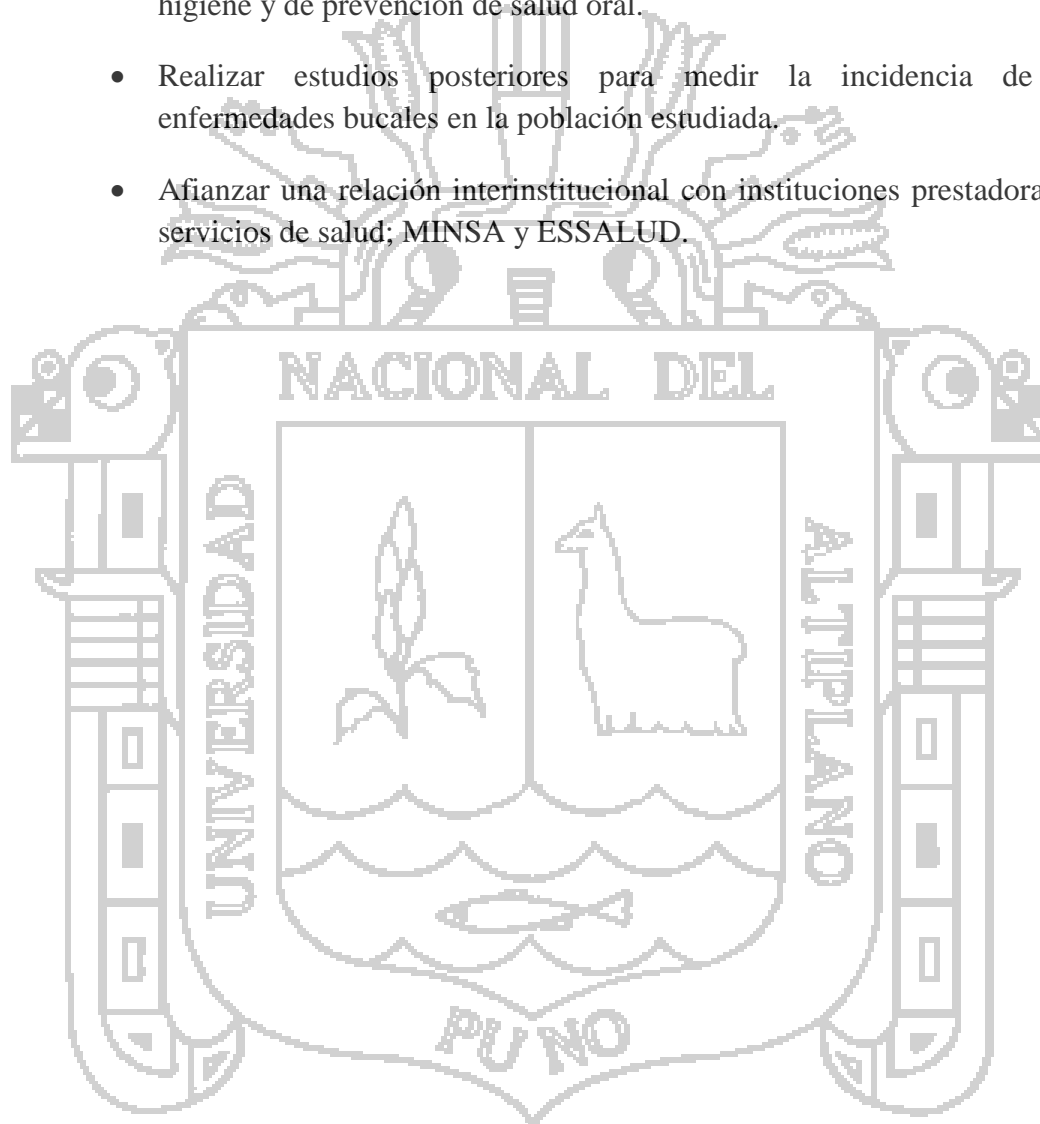 higiene y de prevención de salud oral.
• Realizar estudios posteriores para medir la incidencia de
enfermedades bucales en la población estudiada.
• Afianzar una relación interinstitucional con instituciones prestadora
servicios de salud; MINSA y ESSALUD.
NACIONAL DEL
UNIVERSIDAD
ALTIPLANO
PUNO